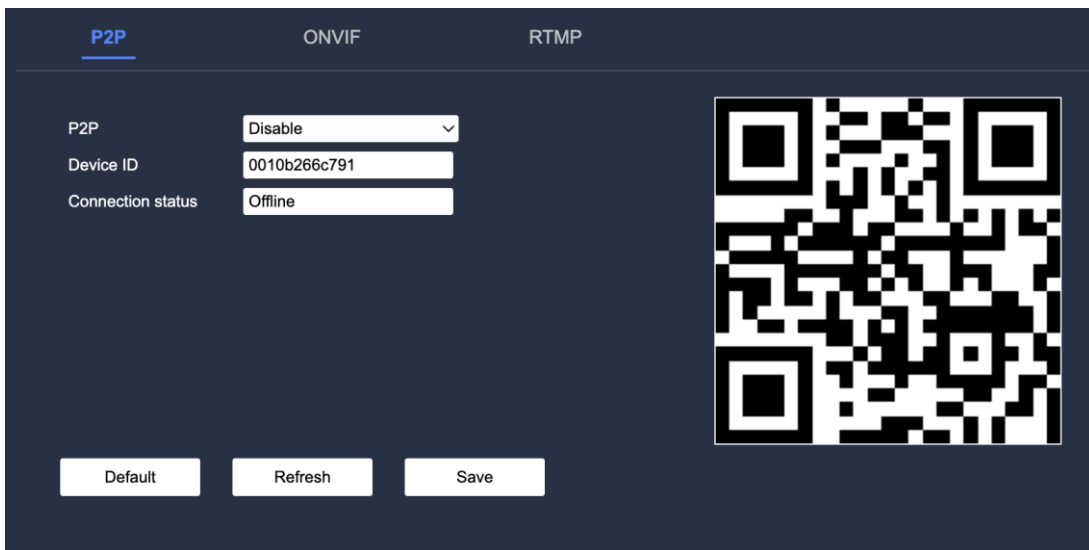 P2P ONVIF RTMP
P2P Disable
Device ID 0010b266c791
Connection status Offline
Default Refresh Save